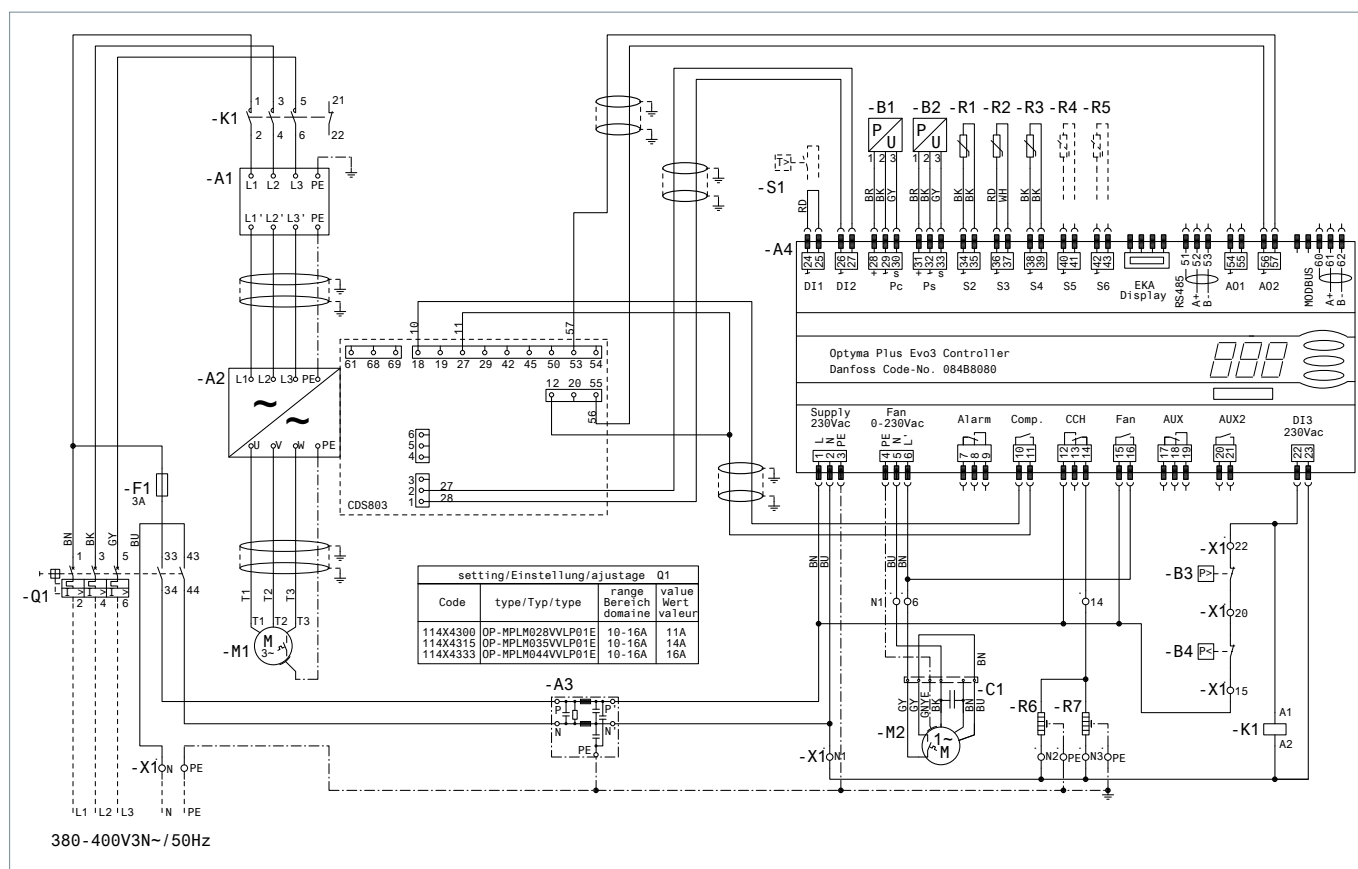 -K1
1 3 5 21
2 4 6 22
-A1
L1 L2 L3 PE
L1' L2' L3' PE
-A2
L1 L2 L3 PE
~
~
U V W PE
-F1
3A
BN BK GY BU
1 3 5 33 43
-Q1
I > I > I >
2 4 6 34 44
T1 T2 T3
T1 T2 T3
-M1
M
3~
-X1 N PE
L1 L2 L3 N PE
380-400V3N~/50Hz
10 11 57
61 68 69 18 19 27 29 42 45 50 53 54
12 20 55
56
6
5
4
3
2 27
1 28
CDS803
setting/Einstellung/ajustage Q1
Code type/Typ/type range Bereich domaine value Wert valeur
114X4300 OP-MPLM028VVLP01E 10-16A 11A
114X4315 OP-MPLM035VVLP01E 10-16A 14A
114X4333 OP-MPLM044VVLP01E 10-16A 16A
-A3
P P'
N N'
PE
-B1 -B2 -R1 -R2 -R3 -R4 -R5
P U P U
1 2 3 1 2 3
T>
-S1
RD BR BK GY BR BK GY BK BK RD WH BK BK
-A4
24 25 26 27 28 29 30 31 32 33 34 35 36 37 38 39 40 41 42 43 51 52 53 54 55 56 57 60 61 62
+ - s + - s
DI1 DI2 Pc Ps S2 S3 S4 S5 S6 EKA Display RS485 A+ B- AO1 AO2 MODBUS A+ B-
Optyma Plus Evo3 Controller
Danfoss Code-No. 084B8080
Supply 230Vac Fan 0-230Vac Alarm Comp. CCH Fan AUX AUX2 DI3 230Vac
L N PE PE N L'
1 2 3 4 5 6 7 8 9 10 11 12 13 14 15 16 17 18 19 20 21 22 23
BN BU BU BN
N1 6 14
-X1 22
-B3 P>
-X1 20
-B4 P<
-X1 15
-C1
BN
GY GY GNYE BK BN BU
-M2
1~
M
-R6 -R7
-K1 A1
A2
-X1 N1 N2 PE N3 PE